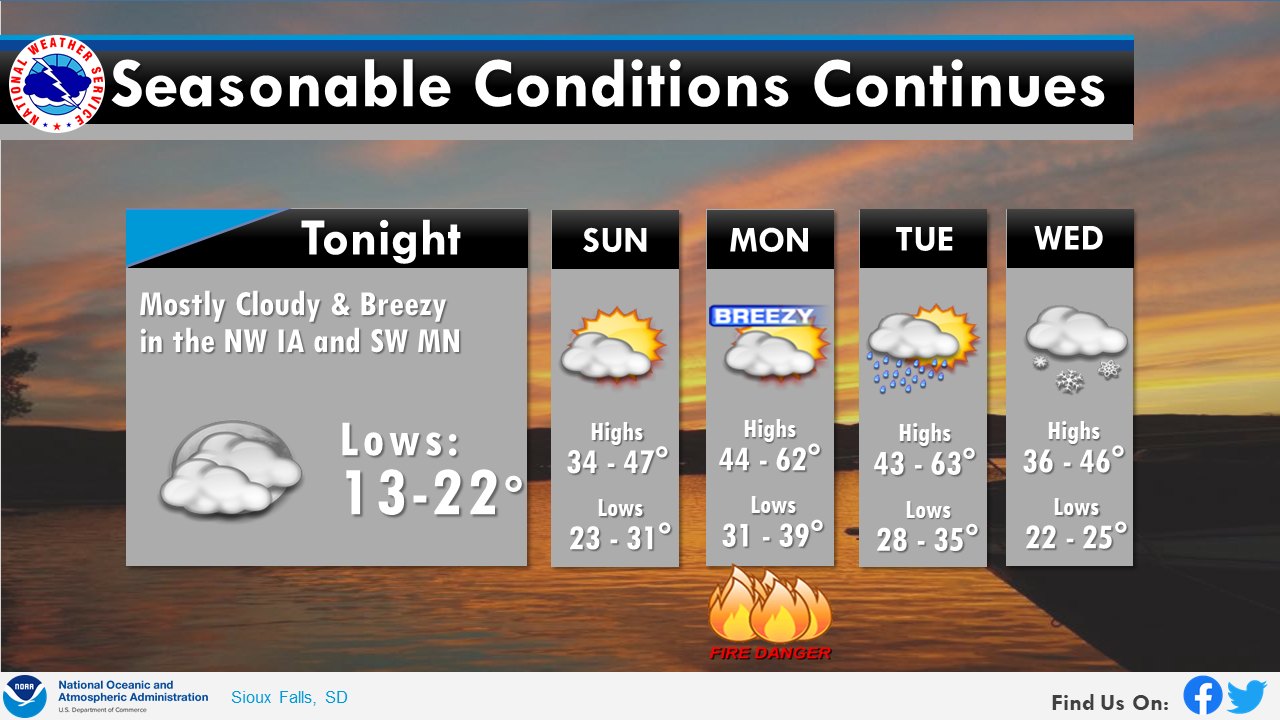 NATIONAL WEATHER SERVICE
Seasonable Conditions Continues
Tonight
Mostly Cloudy & Breezy
in the NW IA and SW MN
Lows:
13-22°
SUN
Highs
34 - 47°
Lows
23 - 31°
MON
BREEZY
Highs
44 - 62°
Lows
31 - 39°
FIRE DANGER
TUE
Highs
43 - 63°
Lows
28 - 35°
WED
Highs
36 - 46°
Lows
22 - 25°
NOAA
National Oceanic and
Atmospheric Administration
U.S. Department of Commerce
Sioux Falls, SD
Find Us On: